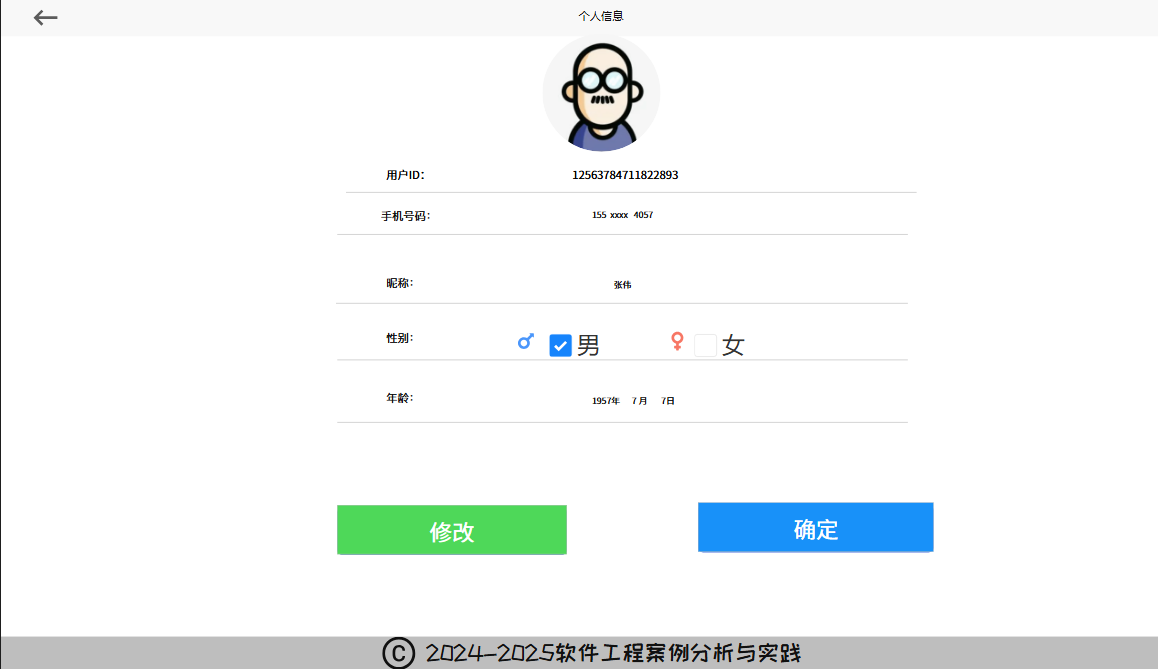 个人信息
用户ID： 12563784711822893
手机号码： 155 xxxx 4057
昵称： 张伟
性别： 男 女
年龄： 1957年 7月 7日
修改 确定
© 2024-2025软件工程案例分析与实践